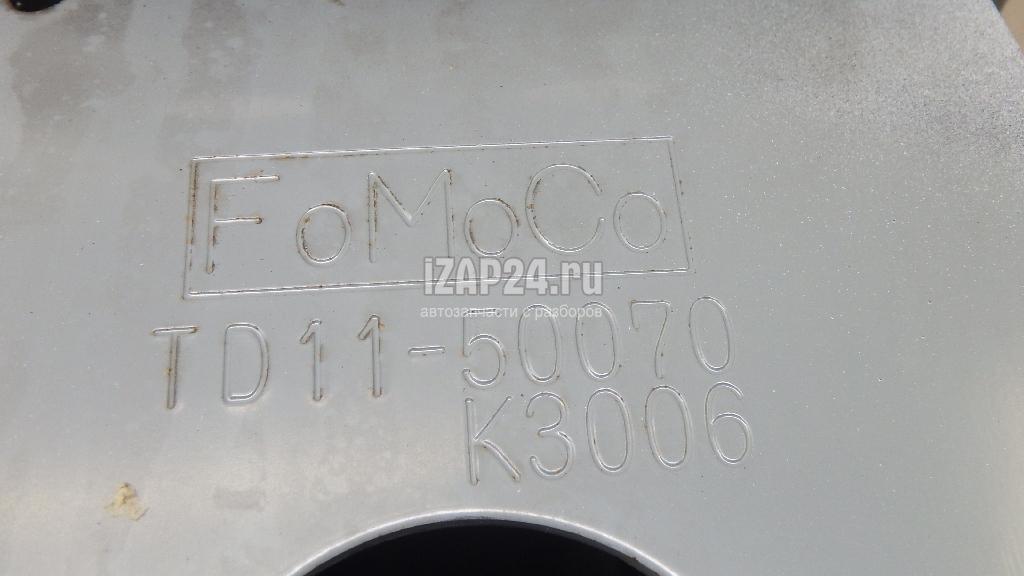 FoMoCo
iZAP24.ru
автозапчасти с разборов
TD11-50070
K3006